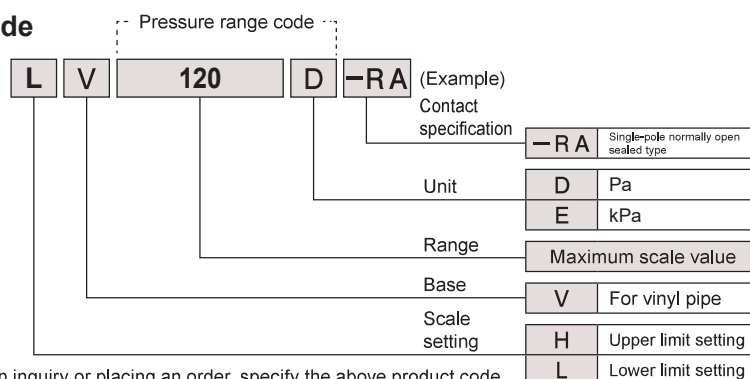 de
Pressure range code
L V 120 D –RA (Example)
Contact
specification
–RA Single-pole normally open
sealed type
Unit D Pa
E kPa
Range Maximum scale value
Base V For vinyl pipe
Scale
setting H Upper limit setting
L Lower limit setting
n inquiry or placing an order, specify the above product code